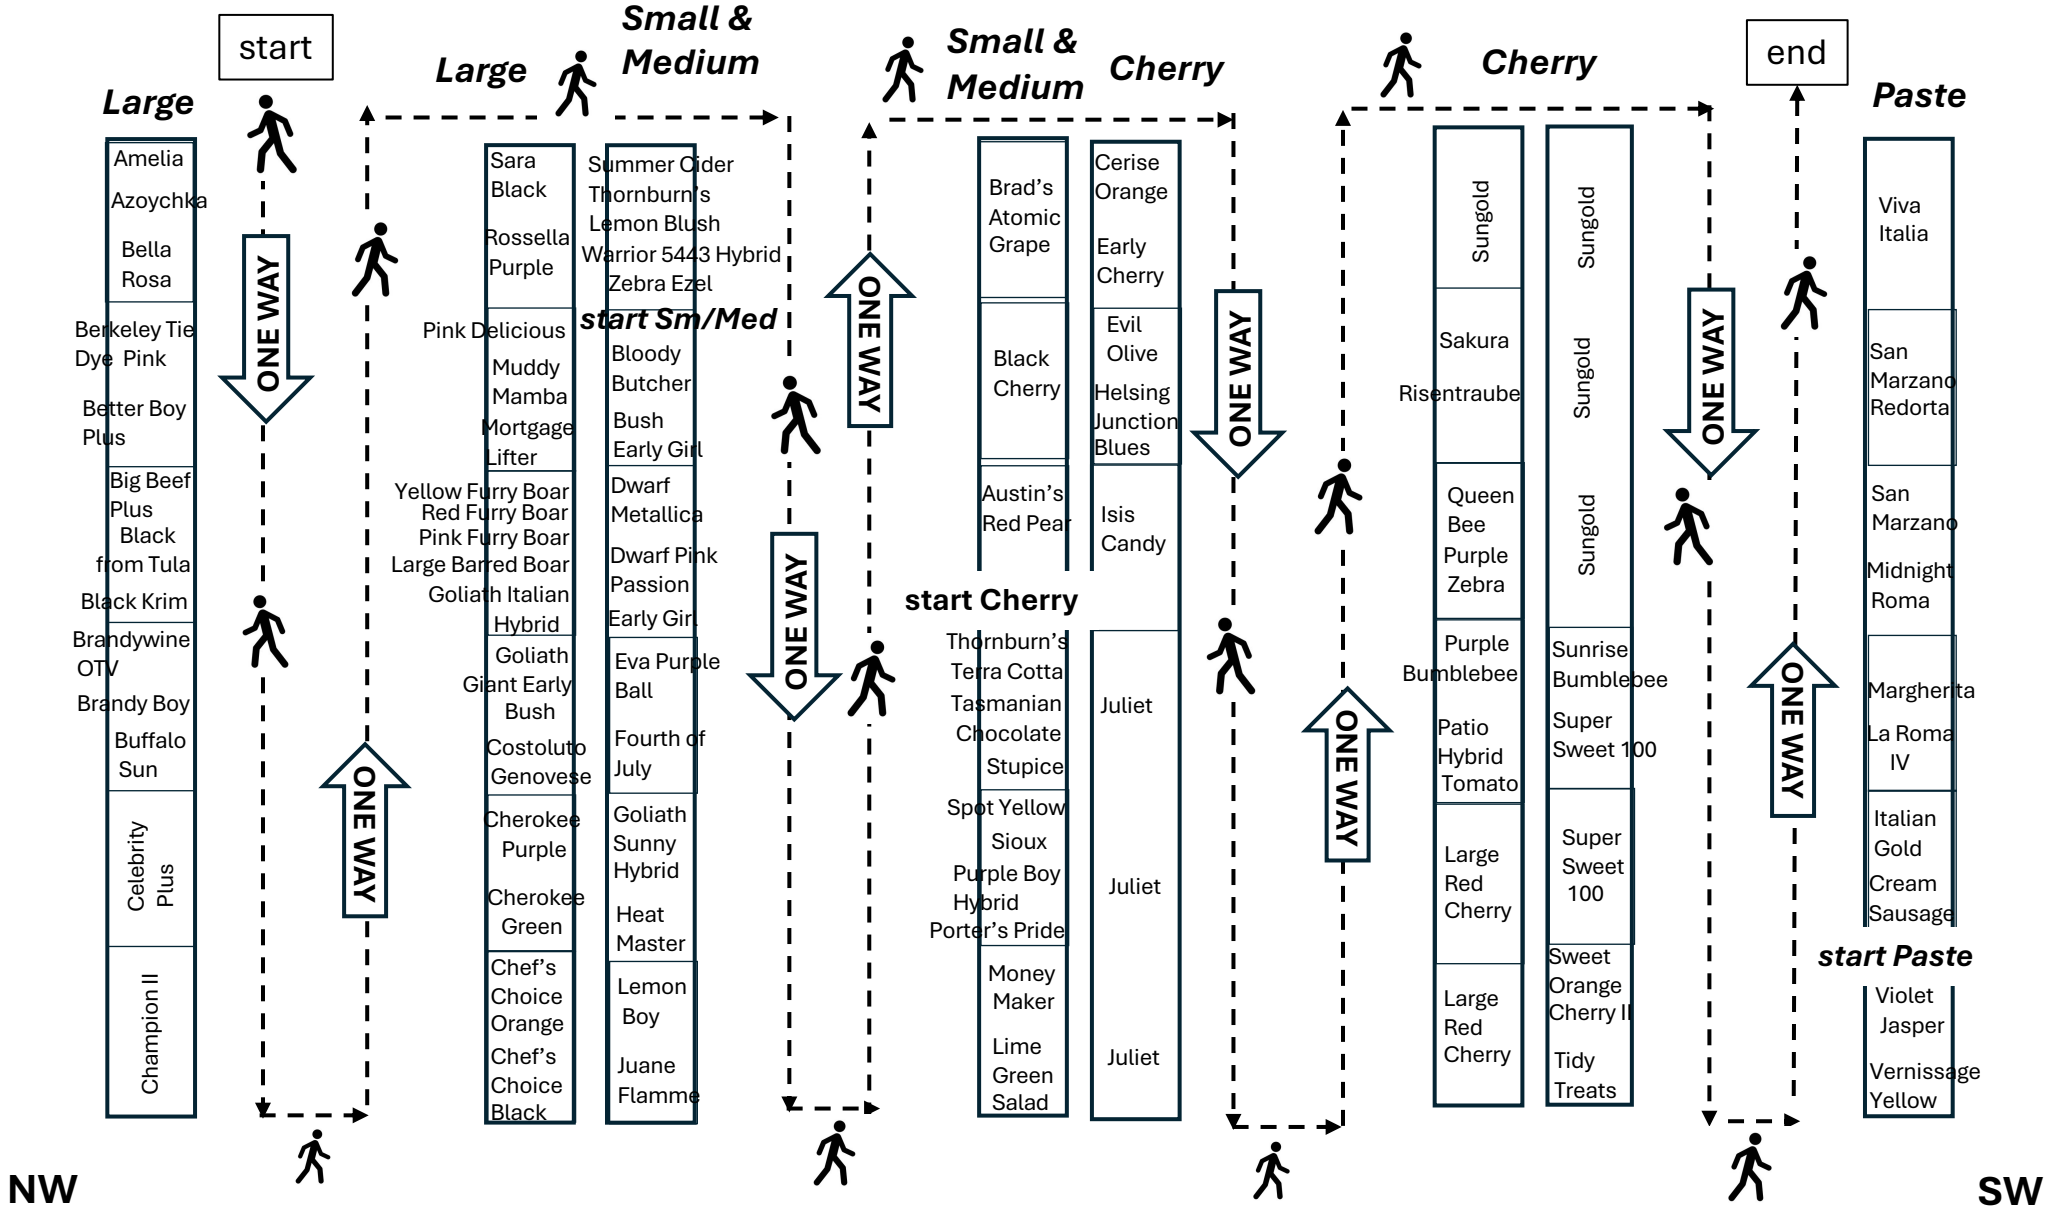 start
Large
Amelia
Azoychka
Bella
Rosa
Berkeley Tie
Dye Pink
Better Boy
Plus
Big Beef
Plus
Black
from Tula
Black Krim
Brandywine
OTV
Brandy Boy
Buffalo
Sun
Celebrity
Plus
Champion II
NW
ONE WAY
ONE WAY
Large
Sara
Black
Rossella
Purple
Pink Delicious
Muddy
Mamba
Mortgage
Lifter
Yellow Furry Boar
Red Furry Boar
Pink Furry Boar
Large Barred Boar
Goliath Italian
Hybrid
Goliath
Giant Early
Bush
Costoluto
Genovese
Cherokee
Purple
Cherokee
Green
Chef's
Choice
Orange
Chef's
Choice
Black
Small &
Medium
Summer Cider
Thornburn's
Lemon Blush
Warrior 5443 Hybrid
Zebra Ezel
start Sm/Med
Bloody
Butcher
Bush
Early Girl
Dwarf
Metallica
Dwarf Pink
Passion
Early Girl
Eva Purple
Ball
Fourth of
July
Goliath
Sunny
Hybrid
Heat
Master
Lemon
Boy
Juane
Flamme
ONE WAY
ONE WAY
Small &
Medium
Brad's
Atomic
Grape
Black
Cherry
Austin's
Red Pear
start Cherry
Thornburn's
Terra Cotta
Tasmanian
Chocolate
Stupice
Spot Yellow
Sioux
Purple Boy
Hybrid
Porter's Pride
Money
Maker
Lime
Green
Salad
Cherry
Cerise
Orange
Early
Cherry
Evil
Olive
Helsing
Junction
Blues
Isis
Candy
Juliet
Juliet
Juliet
ONE WAY
ONE WAY
Cherry
Sungold
Sakura
Risentraube
Queen
Bee
Purple
Zebra
Purple
Bumblebee
Patio
Hybrid
Tomato
Large
Red
Cherry
Large
Red
Cherry
Sungold
Sungold
Sungold
Sunrise
Bumblebee
Super
Sweet 100
Super
Sweet
100
Sweet
Orange
Cherry II
Tidy
Treats
ONE WAY
ONE WAY
end
Paste
Viva
Italia
San
Marzano
Redorta
San
Marzano
Midnight
Roma
Margherita
La Roma
IV
Italian
Gold
Cream
Sausage
start Paste
Violet
Jasper
Vernissage
Yellow
SW